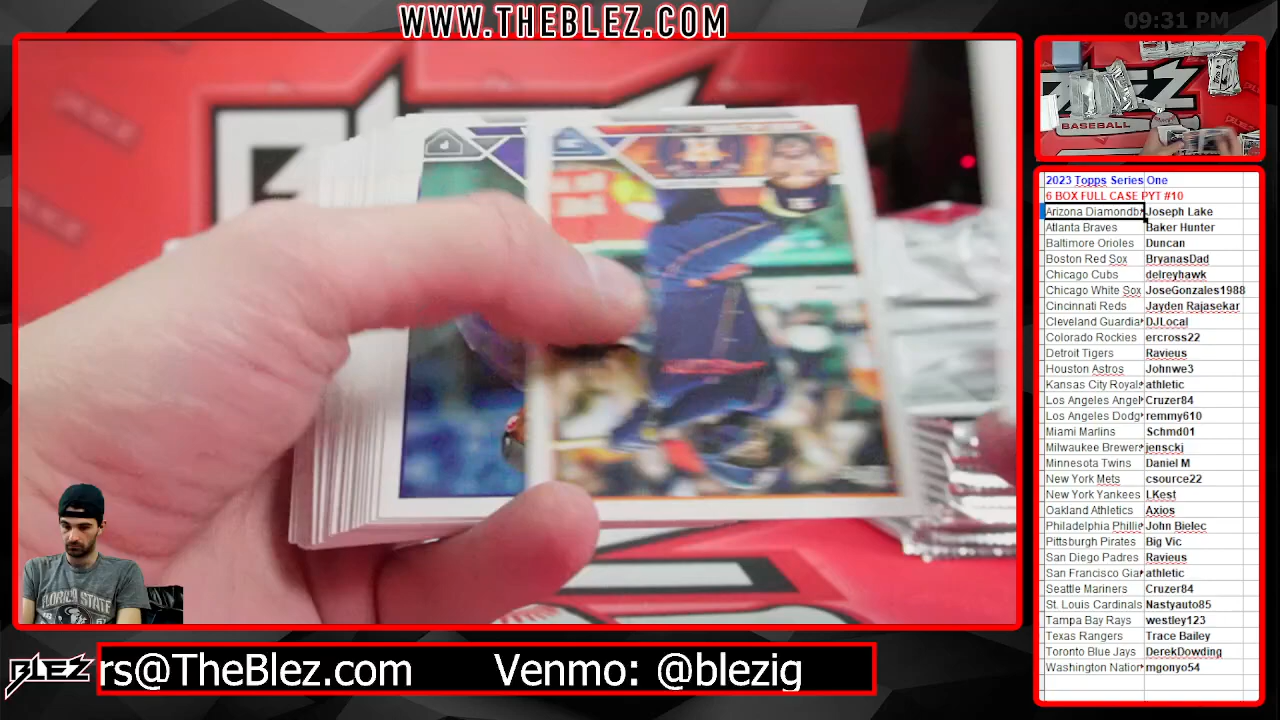 WWW.THEBLEZ.COM
09:31 PM
BASEBALL
2023 Topps Series One
6 BOX FULL CASE PYT #10
Arizona Diamondb Joseph Lake
Atlanta Braves Baker Hunter
Baltimore Orioles Duncan
Boston Red Sox BryanasDad
Chicago Cubs delreyhawk
Chicago White Sox JoseGonzales1988
Cincinnati Reds Jayden Rajasekar
Cleveland Guardia DJLocal
Colorado Rockies ercross22
Detroit Tigers Ravieus
Houston Astros Johnwe3
Kansas City Royal athletic
Los Angeles Angel Cruzer84
Los Angeles Dodg remmy610
Miami Marlins Schmd01
Milwaukee Brewer jensckj
Minnesota Twins Daniel M
New York Mets csource22
New York Yankees LKest
Oakland Athletics Axios
Philadelphia Phillie John Bielec
Pittsburgh Pirates Big Vic
San Diego Padres Ravieus
San Francisco Gia athletic
Seattle Mariners Cruzer84
St. Louis Cardinals Nastyauto85
Tampa Bay Rays westley123
Texas Rangers Trace Bailey
Toronto Blue Jays DerekDowding
Washington Nation mgonyo54
FLORIDA STATE
BLEZ rs@TheBlez.com Venmo: @blezig